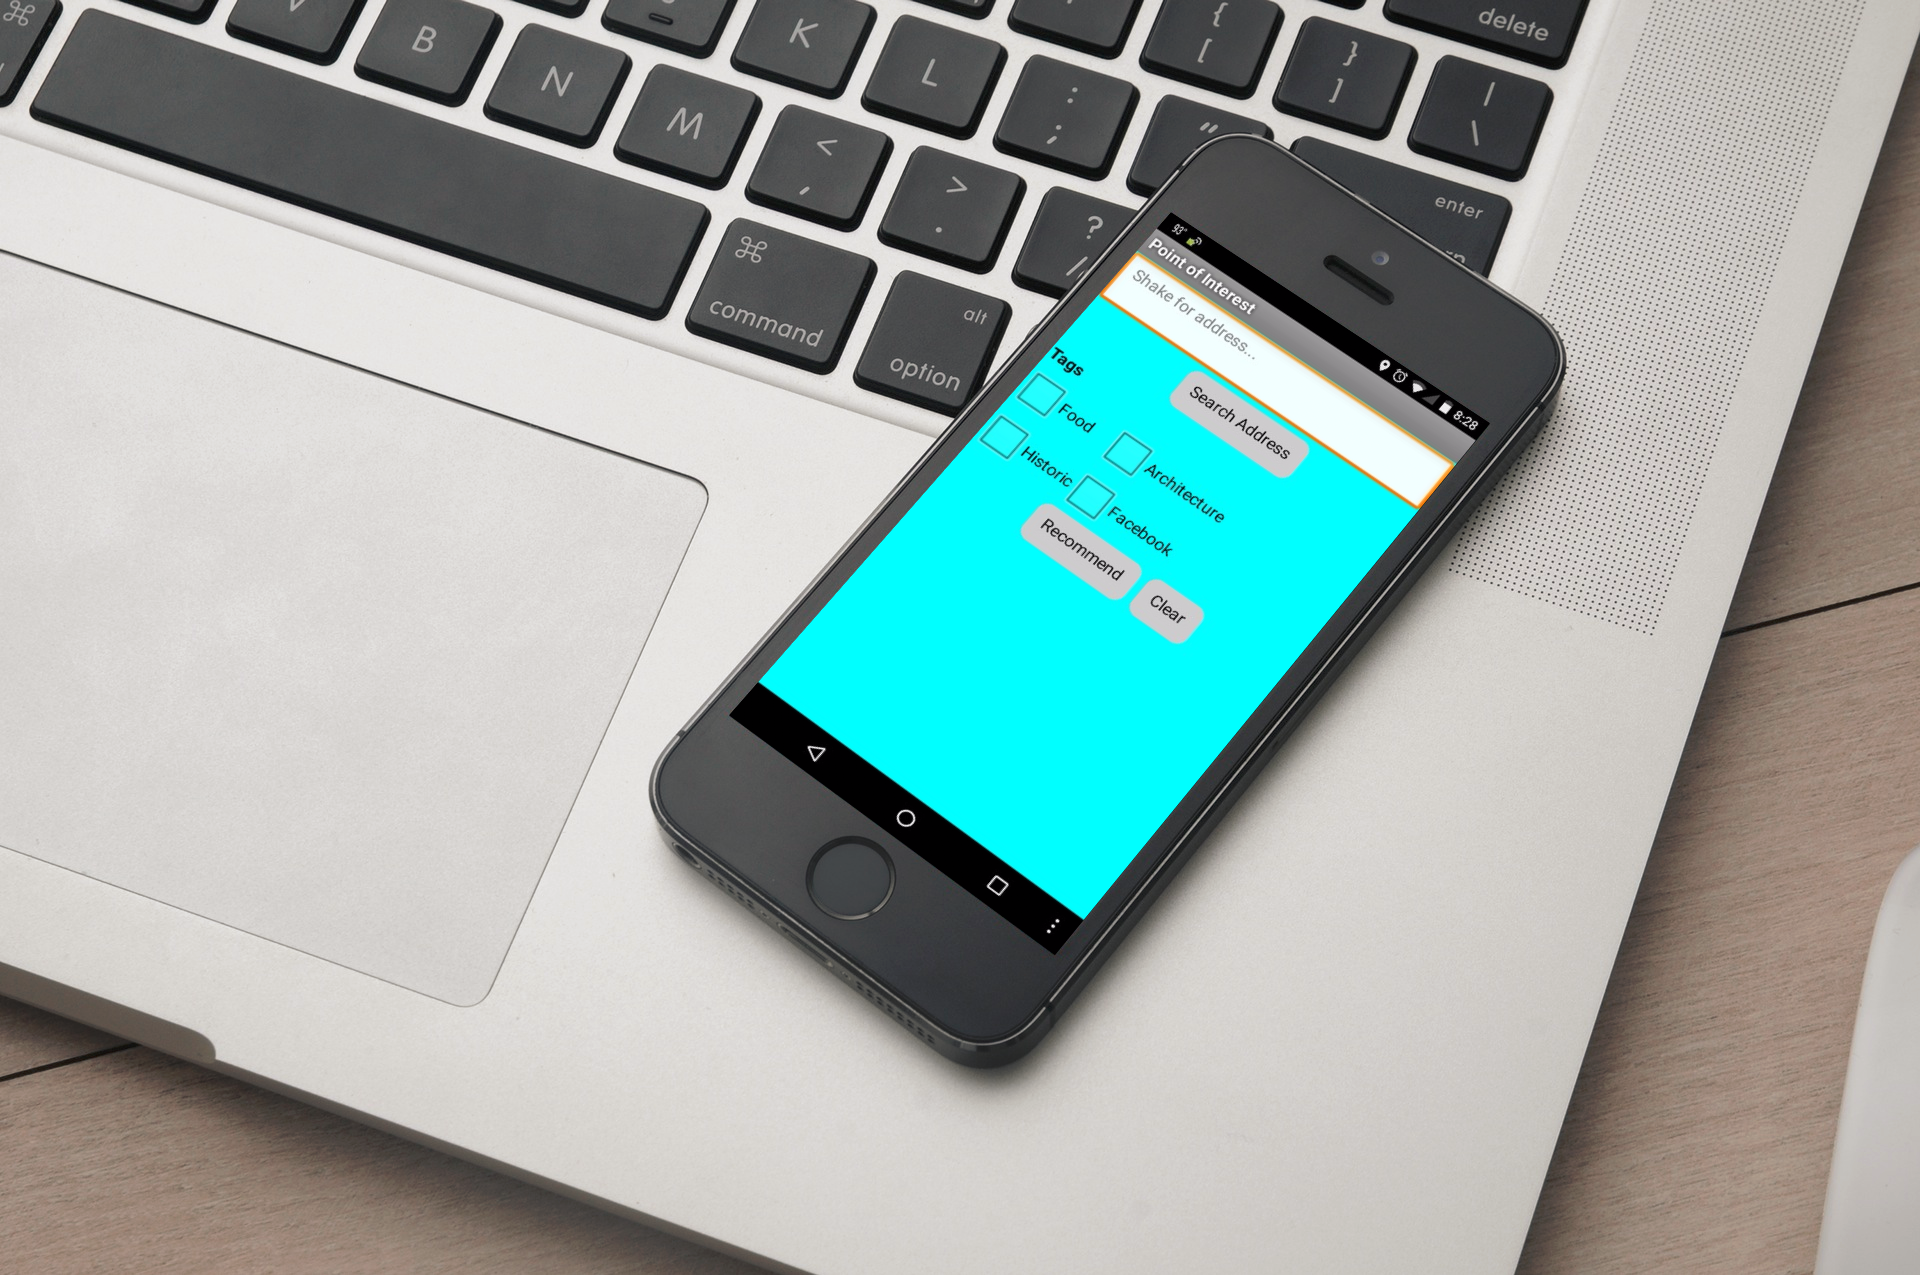 93°
8:28
Point of Interest
Shake for address...
Search Address
Tags
Food
Architecture
Historic
Facebook
Recommend
Clear
delete
B
K
{
[
}
]
N
L
:
;
|
\
M
<
,
>
.
?
/
"
enter
command
alt
option